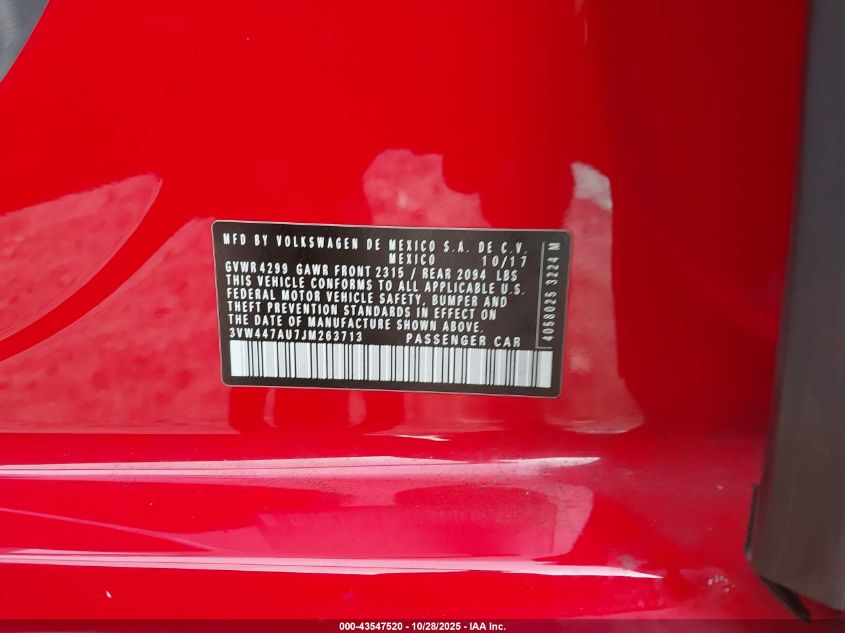 MFD BY VOLKSWAGEN DE MEXICO S.A. DE C.V.
MEXICO 10/17
GVWR 4299 GAWR FRONT 2315 / REAR 2094 LBS
THIS VEHICLE CONFORMS TO ALL APPLICABLE U.S.
FEDERAL MOTOR VEHICLE SAFETY, BUMPER AND
THEFT PREVENTION STANDARDS IN EFFECT ON
THE DATE OF MANUFACTURE SHOWN ABOVE.
3VW447AU7JM263713 PASSENGER CAR
4058025 3224 M
000-43547520 - 10/28/2025 - IAA Inc.